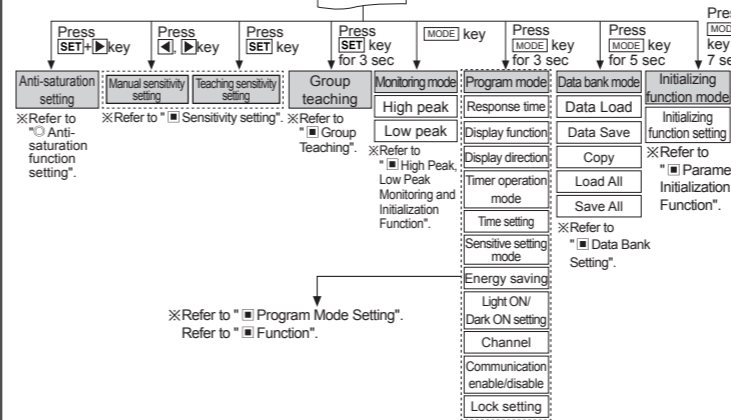 Press
SET+▶key
Press
◀, ▶key
Press
SET key
Press
SET key
for 3 sec
MODE key
Press
MODE key
for 3 sec
Press
MODE key
for 5 sec
key
Anti-saturation
setting
Manual sensitivity
setting
Teaching sensitivity
setting
Group
teaching
Monitoring mode
Program mode
Data bank mode
Initializing
function mode
※Refer to
"◎ Anti-
saturation
function
setting".
※Refer to " ▣ Sensitivity setting".
※Refer to
" ▣ Group
Teaching".
High peak
Low peak
※Refer to
" ▣ High Peak,
Low Peak
Monitoring and
Initialization
Function".
Response time
Display function
Display direction
Timer operation
mode
Time setting
Sensitive setting
mode
Energy saving
Light ON/
Dark ON setting
Channel
Communication
enable/disable
Lock setting
Data Load
Data Save
Copy
Load All
Save All
※Refer to
" ▣ Data Bank
Setting".
Initializing
function setting
※Refer to
Initialization
Function".
※Refer to " ▣ Program Mode Setting".
Refer to " ▣ Function".